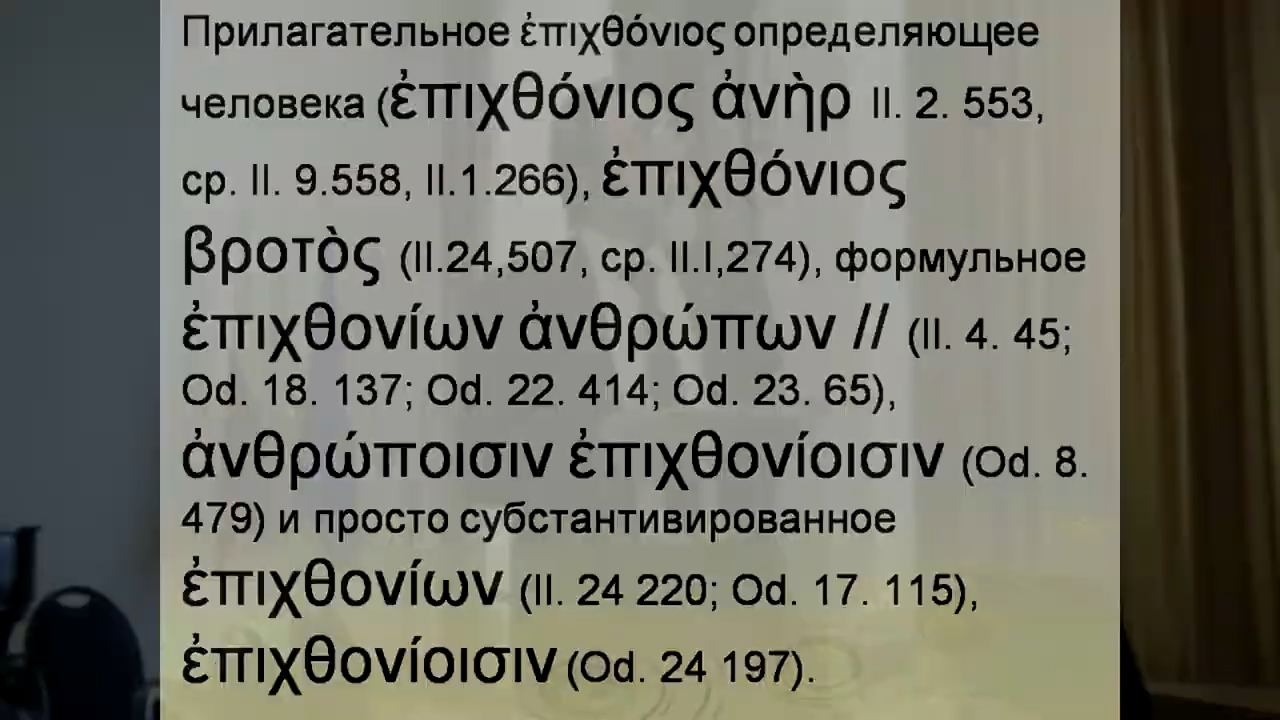 Прилагательное ἐπιχθόνιος определяющее
человека (ἐπιχθόνιος ἀνὴρ Il. 2. 553,
ср. Il. 9.558, Il.1.266), ἐπιχθόνιος
βροτὸς (Il.24,507, ср. Il.I,274), формульное
ἐπιχθονίων ἀνθρώπων // (Il. 4. 45;
Od. 18. 137; Od. 22. 414; Od. 23. 65),
ἀνθρώποισιν ἐπιχθονίοισιν (Od. 8.
479) и просто субстантивированное
ἐπιχθονίων (Il. 24 220; Od. 17. 115),
ἐπιχθονίοισιν (Od. 24 197).